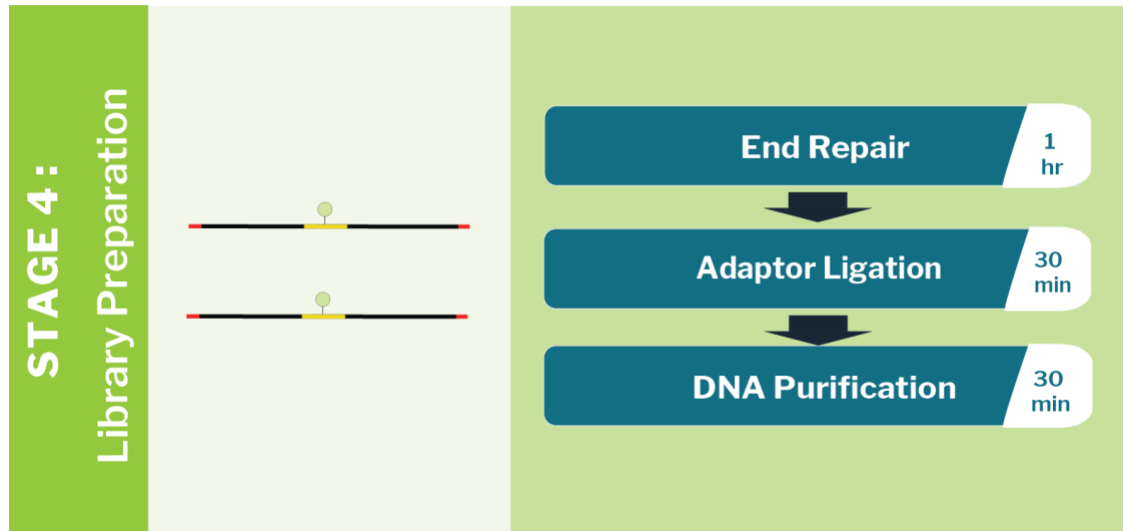 STAGE 4:
Library Preparation
End Repair
1
hr
Adaptor Ligation
30
min
DNA Purification
30
min